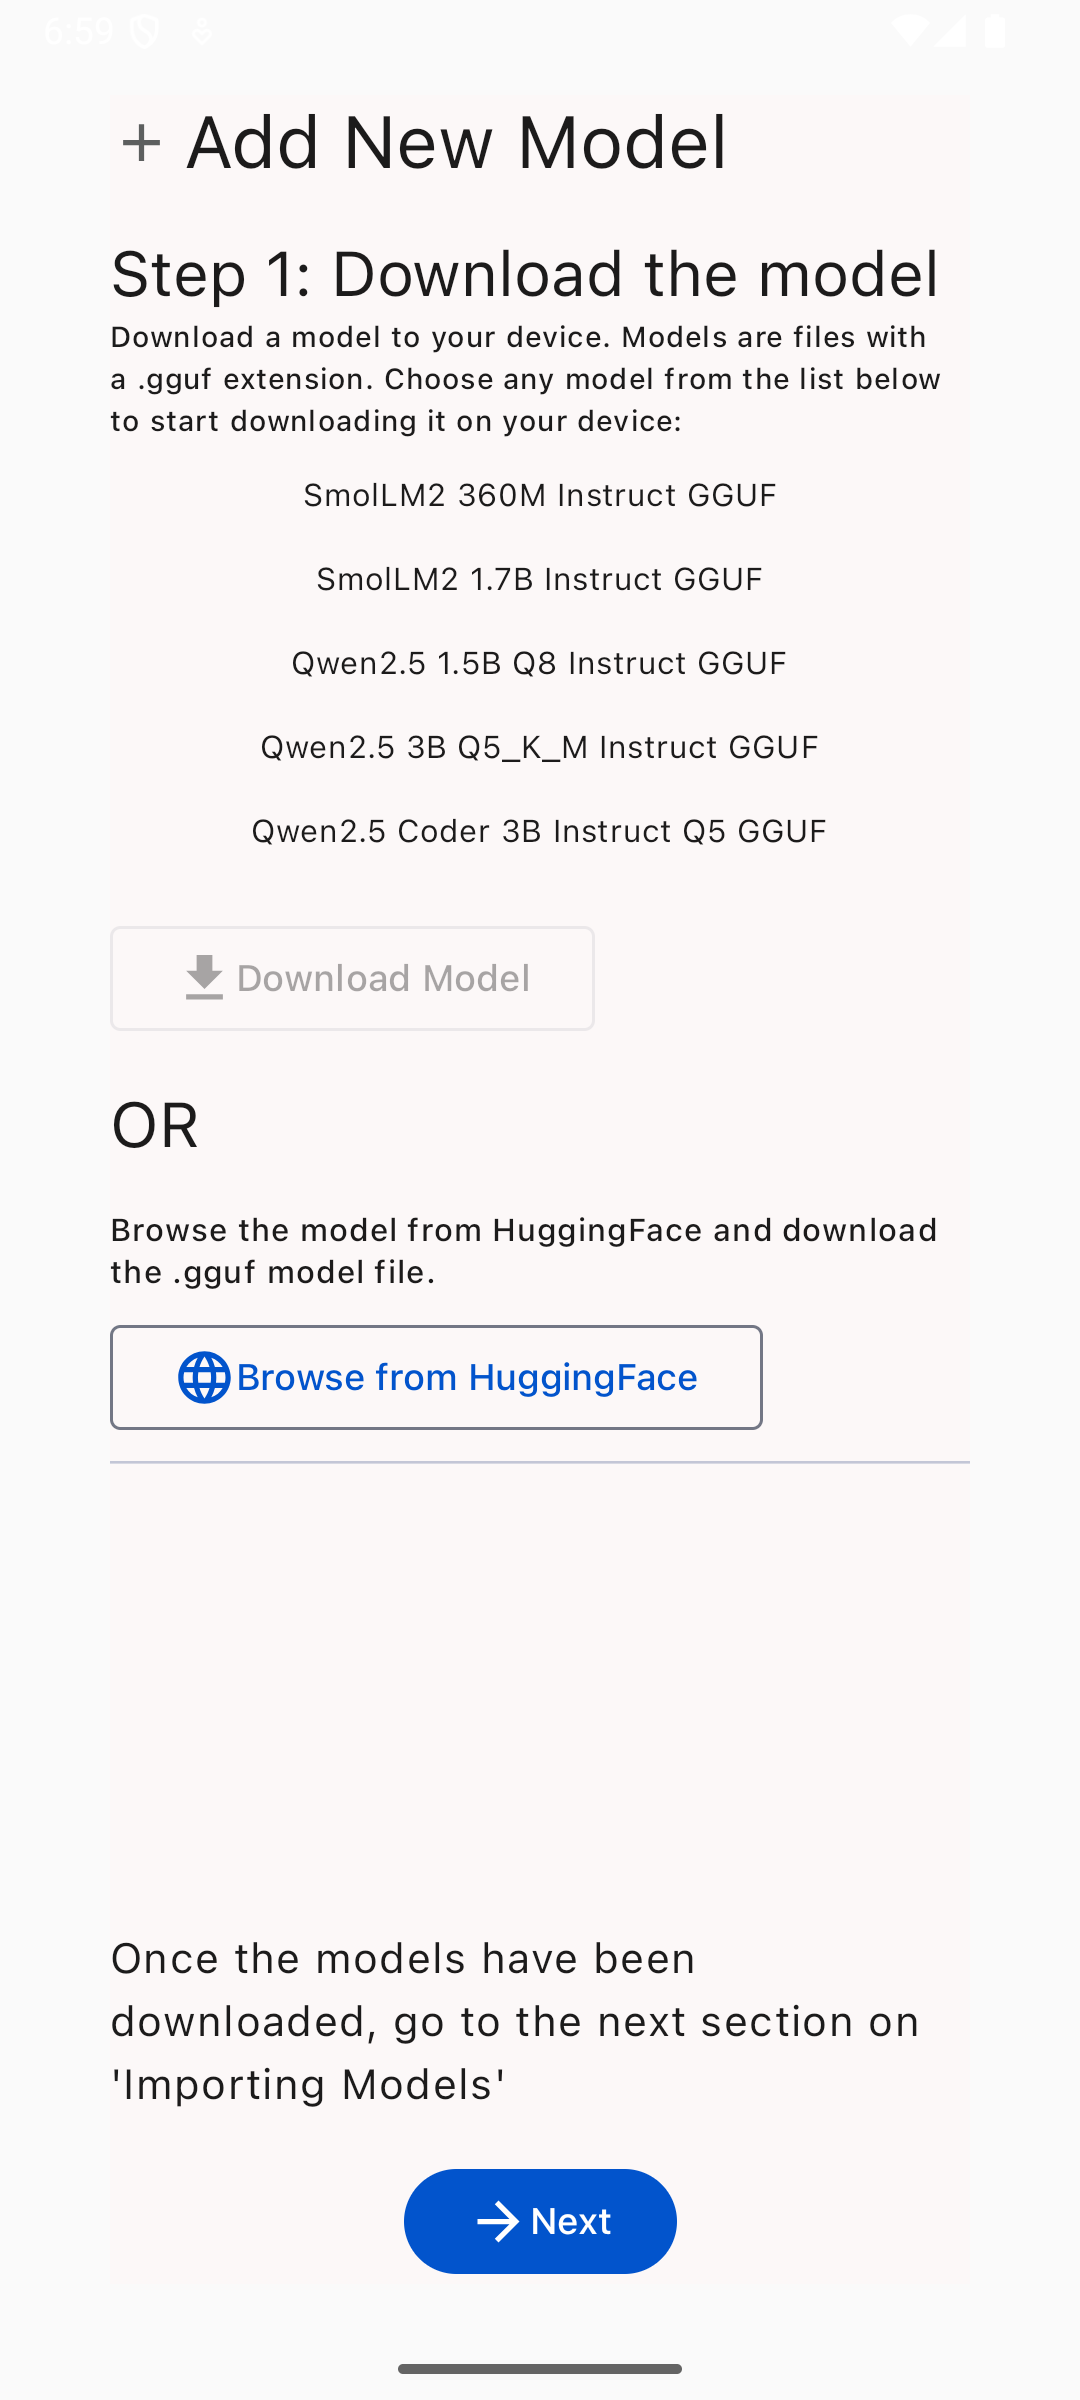 6:59
+ Add New Model
Step 1: Download the model
Download a model to your device. Models are files with
a .gguf extension. Choose any model from the list below
to start downloading it on your device:
SmolLM2 360M Instruct GGUF
SmolLM2 1.7B Instruct GGUF
Qwen2.5 1.5B Q8 Instruct GGUF
Qwen2.5 3B Q5_K_M Instruct GGUF
Qwen2.5 Coder 3B Instruct Q5 GGUF
Download Model
OR
Browse the model from HuggingFace and download
the .gguf model file.
Browse from HuggingFace
Once the models have been
downloaded, go to the next section on
'Importing Models'
Next